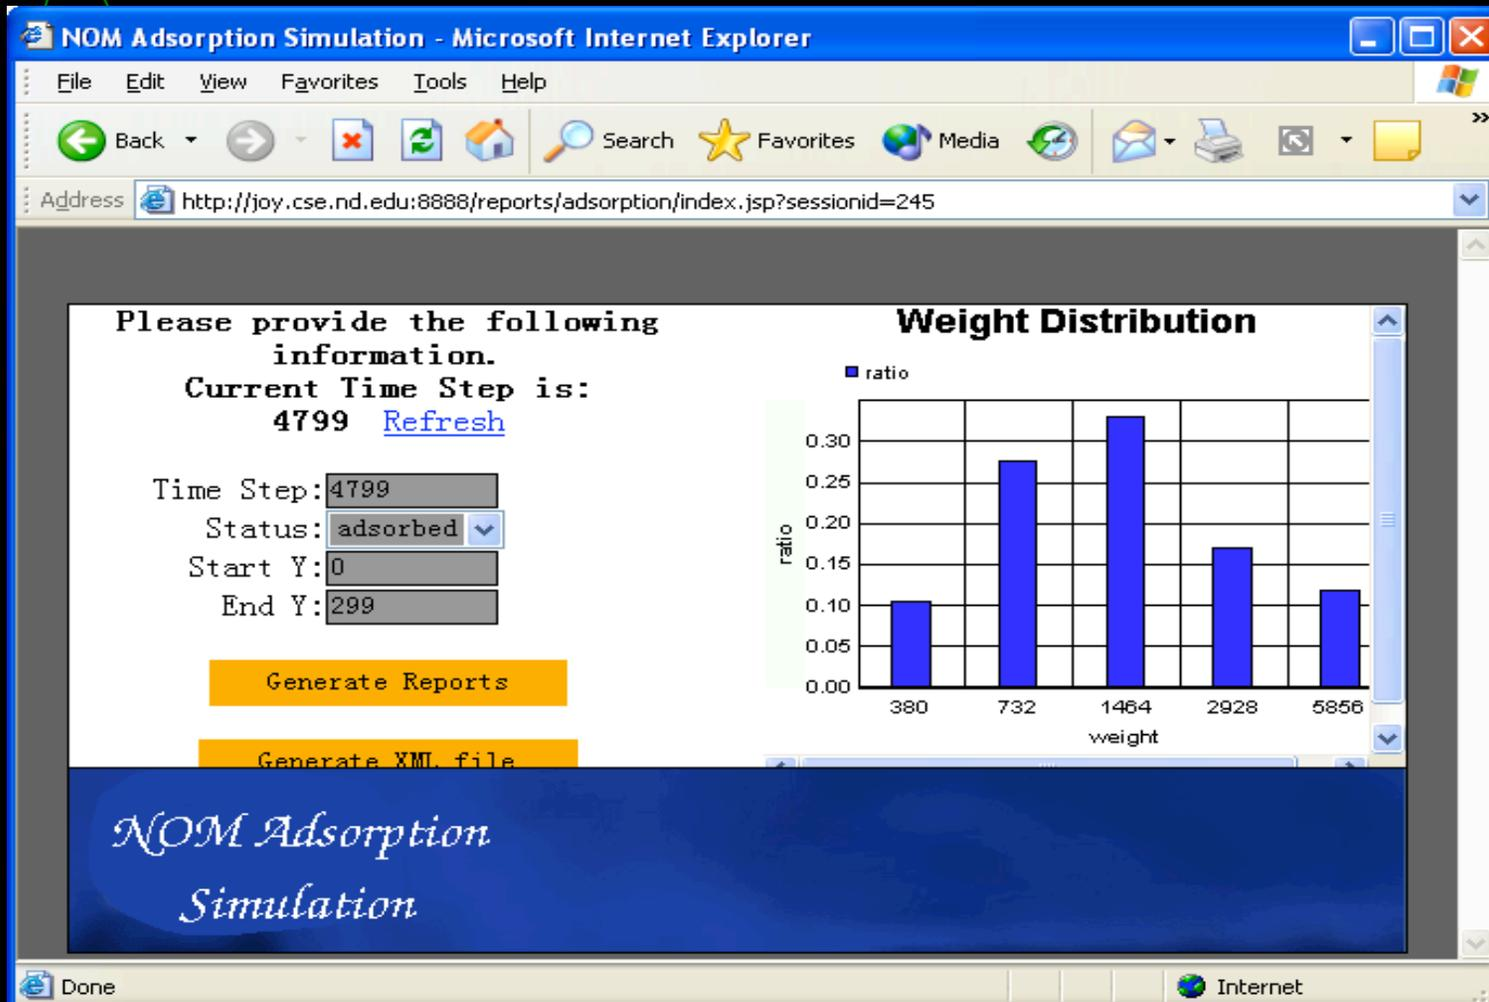 NOM Adsorption Simulation - Microsoft Internet Explorer
File Edit View Favorites Tools Help
Back Search Favorites Media
Address http://joy.cse.nd.edu:8888/reports/adsorption/index.jsp?sessionid=245
Please provide the following
information.
Current Time Step is:
4799 Refresh
Time Step: 4799
Status: adsorbed
Start Y: 0
End Y: 299
Generate Reports
Generate XML file
Weight Distribution
ratio
ratio
0.30
0.25
0.20
0.15
0.10
0.05
0.00
380 732 1464 2928 5856
weight
NOM Adsorption
Simulation
Done Internet